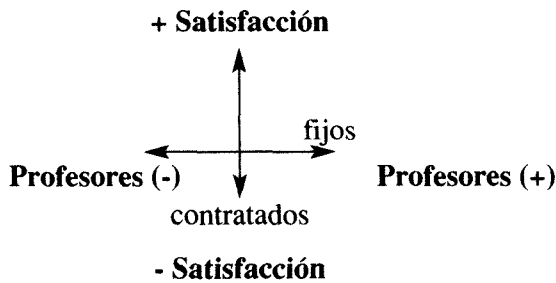 + Satisfacción
fijos
Profesores (-) Profesores (+)
contratados
- Satisfacción